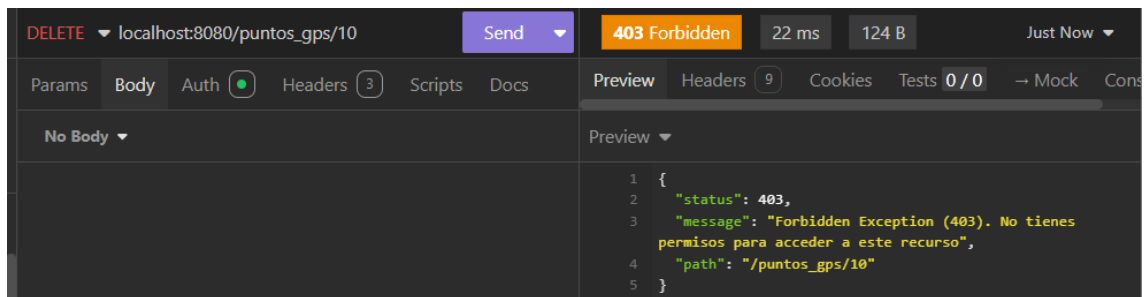 DELETE localhost:8080/puntos_gps/10 Send 403 Forbidden 22 ms 124 B Just Now
Params Body Auth Headers 3 Scripts Docs Preview Headers 9 Cookies Tests 0 / 0 → Mock Cons
No Body Preview
1 {
2 "status": 403,
3 "message": "Forbidden Exception (403). No tienes
permisos para acceder a este recurso",
4 "path": "/puntos_gps/10"
5 }